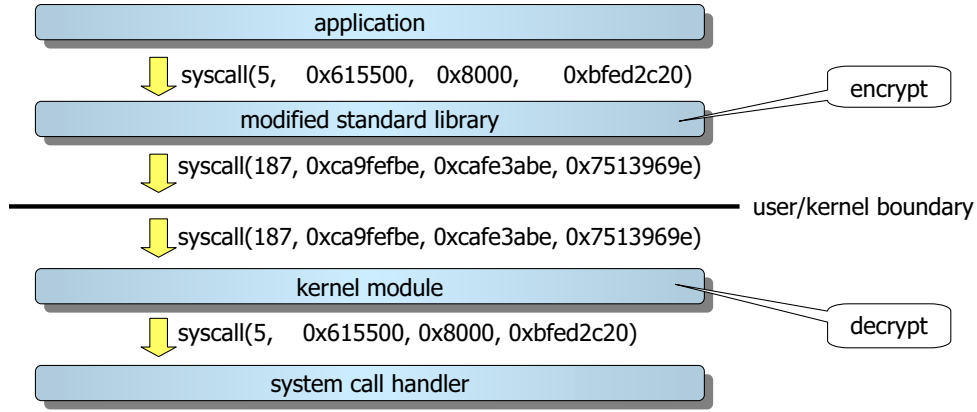 application
syscall(5, 0x615500, 0x8000, 0xbfed2c20)
encrypt
modified standard library
syscall(187, 0xca9fefbe, 0xcafe3abe, 0x7513969e)
user/kernel boundary
syscall(187, 0xca9fefbe, 0xcafe3abe, 0x7513969e)
kernel module
decrypt
syscall(5, 0x615500, 0x8000, 0xbfed2c20)
system call handler